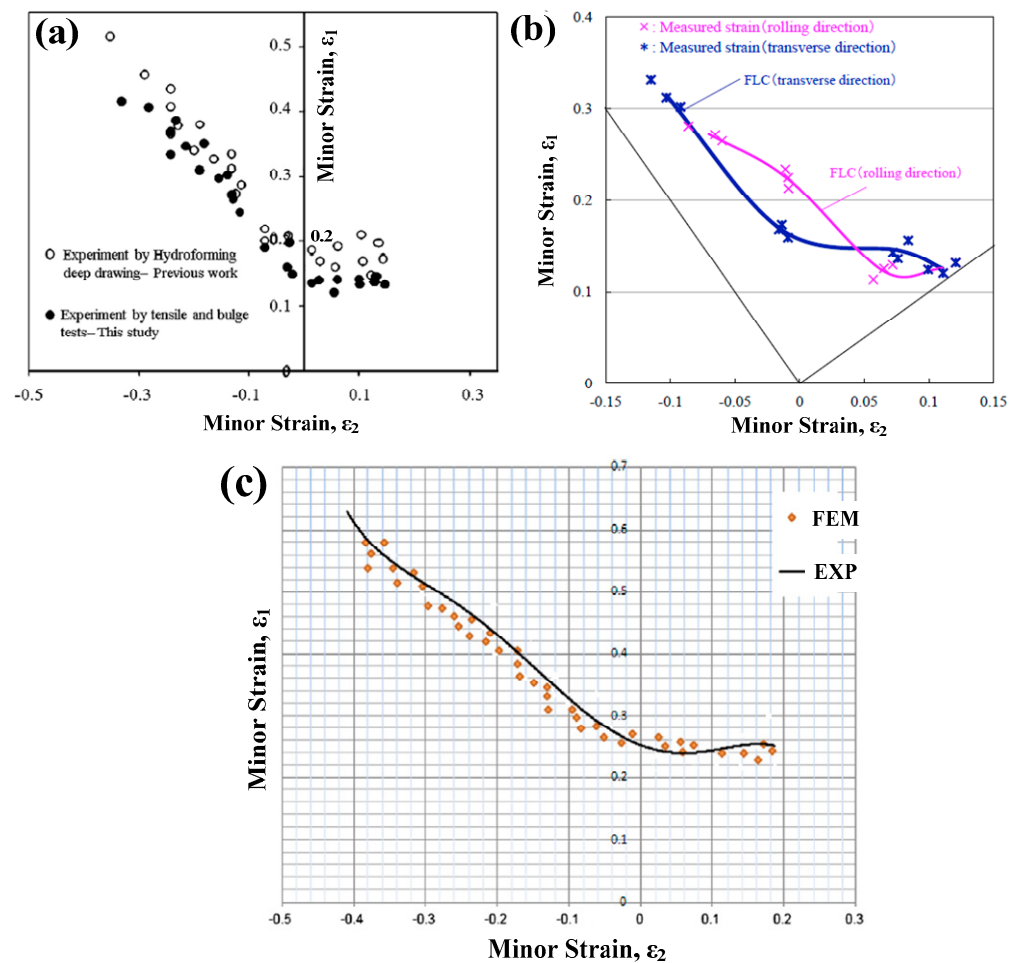 (a)
0.5
0.4
0.3
0.2
0.2
0.1
0
Minor Strain, ε1
Experiment by Hydroforming
deep drawing– Previous work
Experiment by tensile and bulge
tests–This study
-0.5
-0.3
-0.1
0.1
0.3
Minor Strain, ε2
(b)
0.4
0.3
0.2
0.1
0
Minor Strain, ε1
: Measured strain(rolling direction)
: Measured strain(transverse direction)
FLC(transverse direction)
FLC(rolling direction)
-0.15
-0.1
-0.05
0
0.05
0.1
0.15
Minor Strain, ε2
(c)
0.7
0.6
0.5
0.4
0.3
0.2
0.1
0
Minor Strain, ε1
FEM
EXP
-0.5
-0.4
-0.3
-0.2
-0.1
0
0.1
0.2
0.3
Minor Strain, ε2